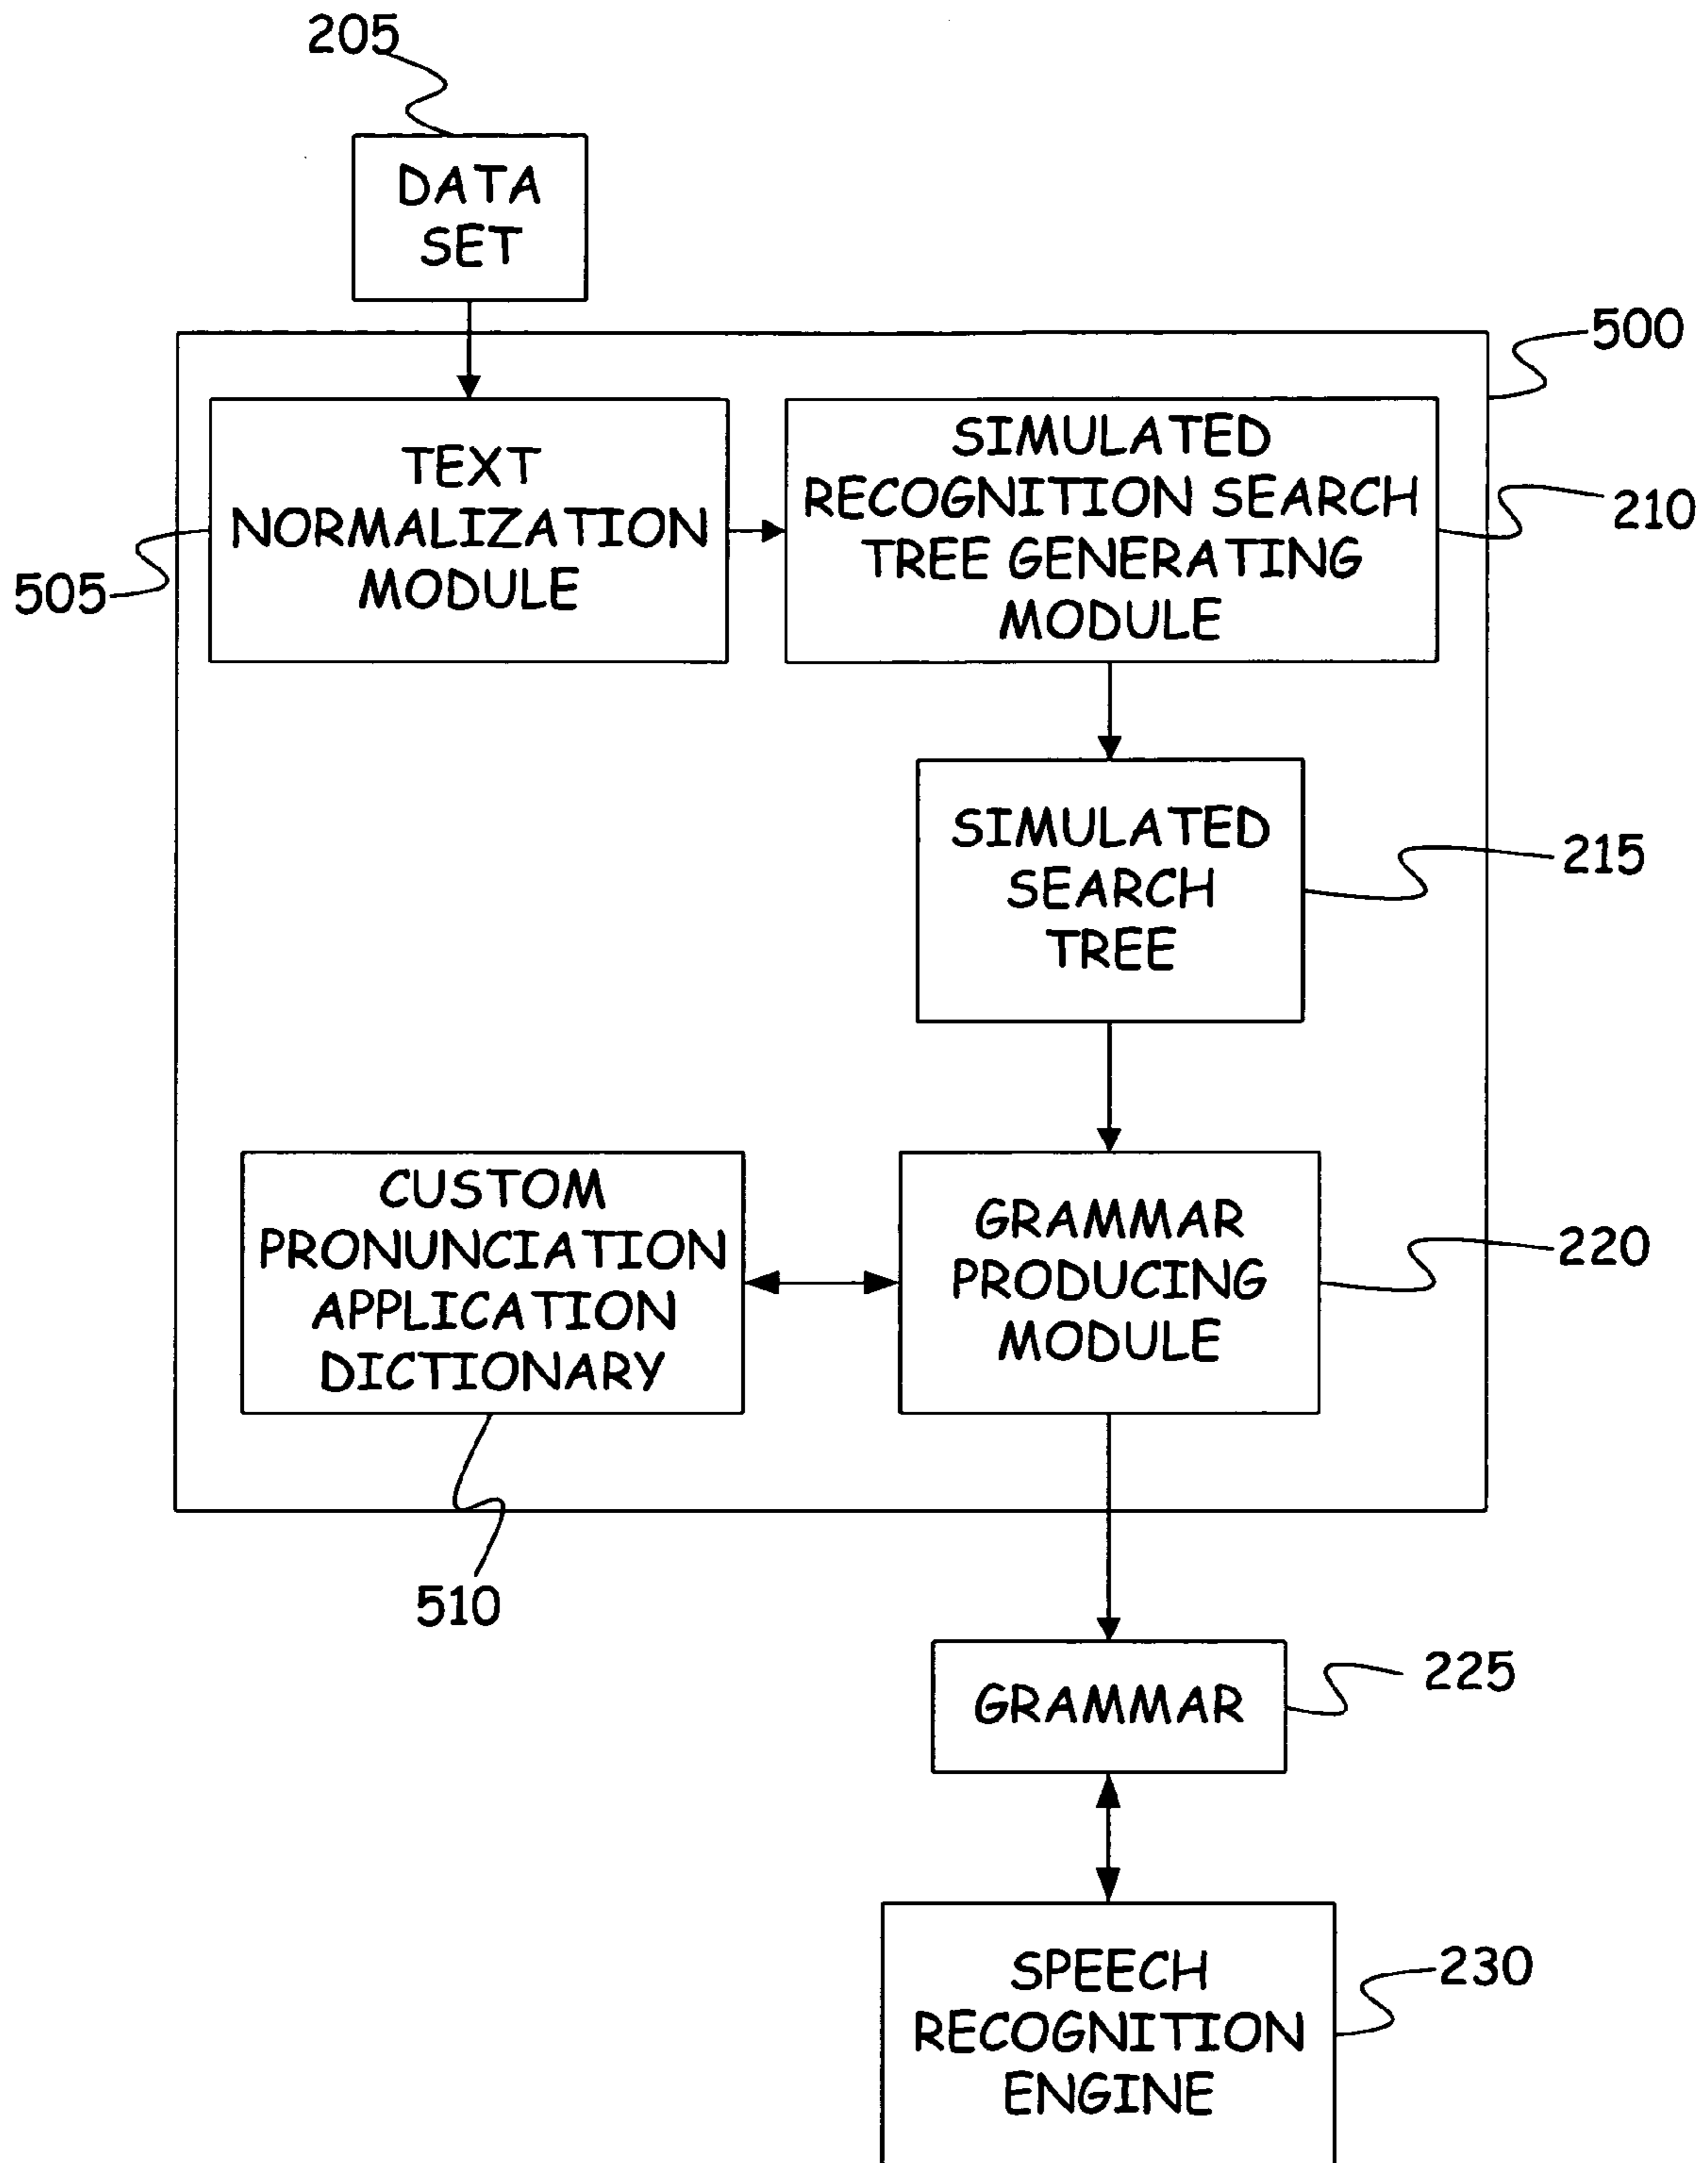 205
DATA
SET
500
TEXT
NORMALIZATION
MODULE
505
SIMULATED
RECOGNITION SEARCH
TREE GENERATING
MODULE
210
SIMULATED
SEARCH
TREE
215
CUSTOM
PRONUNCIATION
APPLICATION
DICTIONARY
510
GRAMMAR
PRODUCING
MODULE
220
GRAMMAR
225
SPEECH
RECOGNITION
ENGINE
230